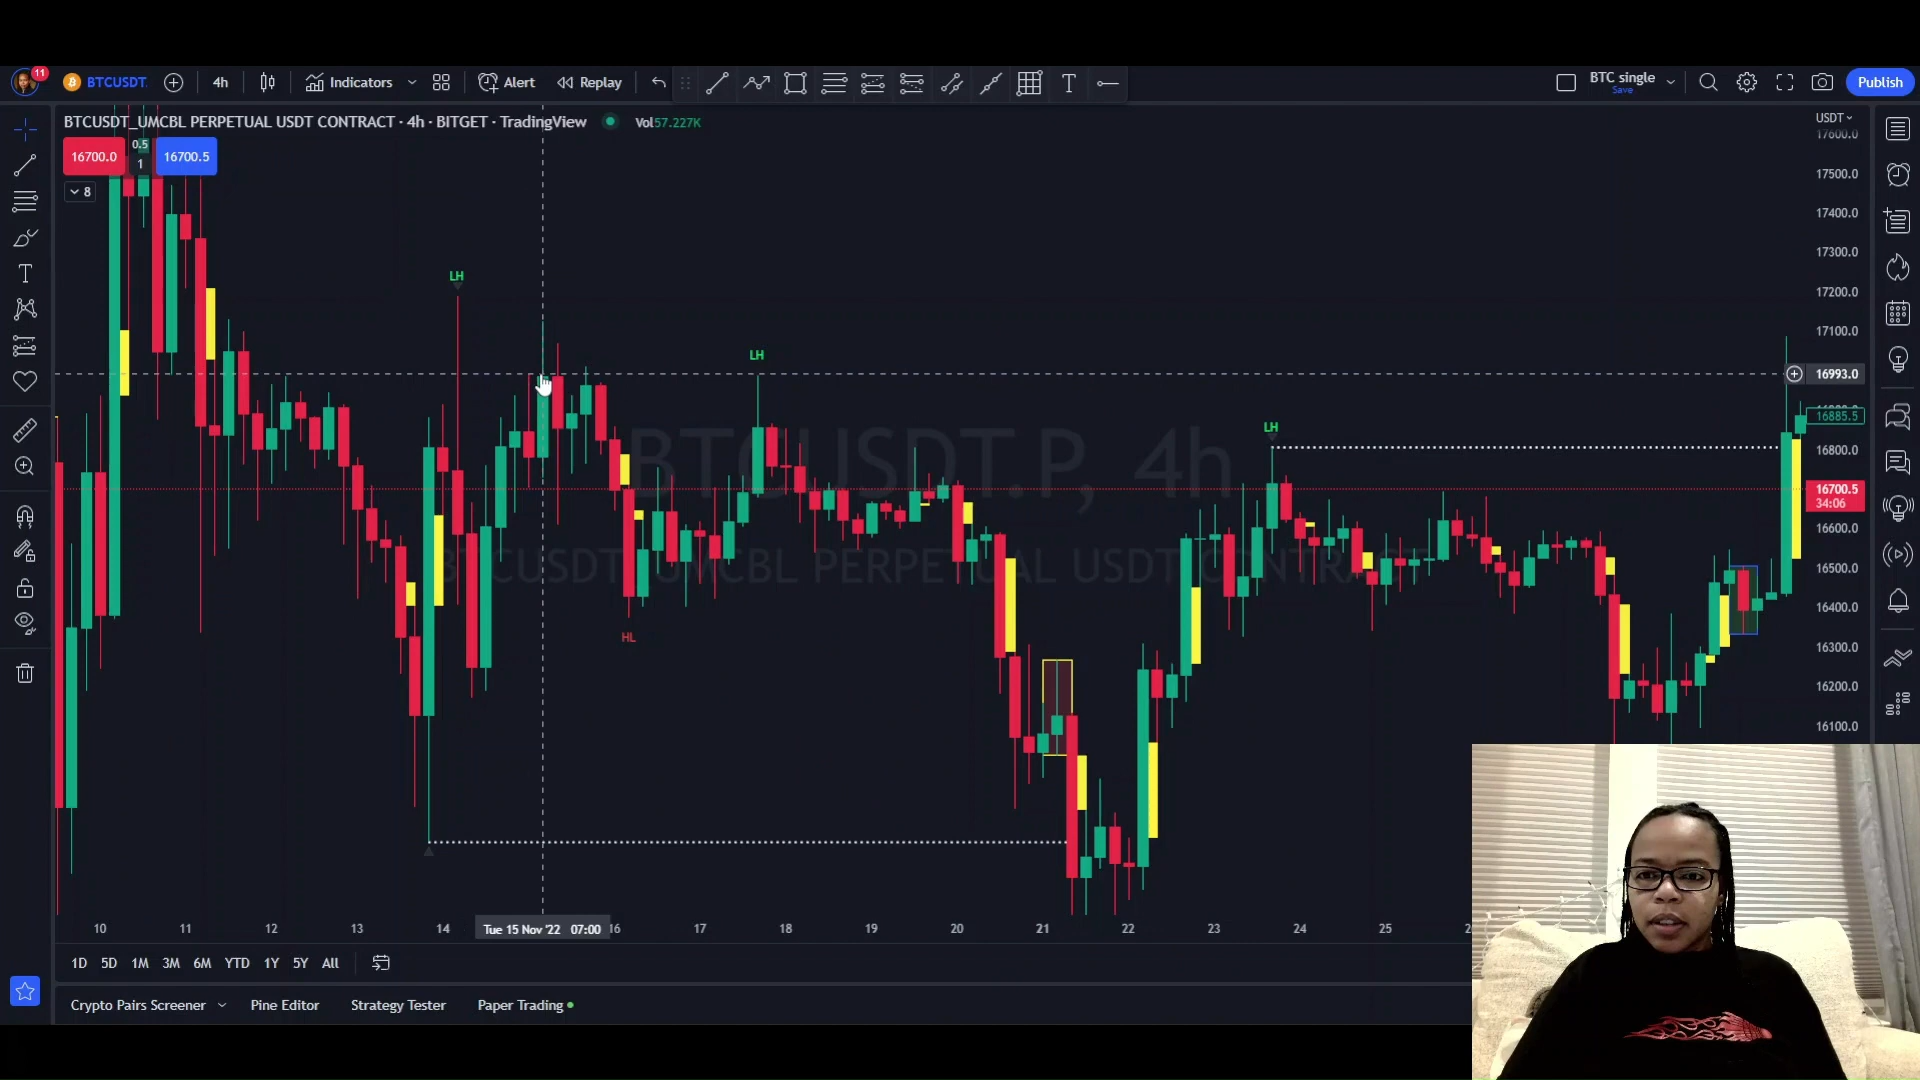 11
BTCUSDT
4h
Indicators
Alert
Replay
BTC single
Save
Publish
BTCUSDT_UMCBL PERPETUAL USDT CONTRACT · 4h · BITGET · TradingView
Vol57.227K
USDT
16700.0
0.5
1
16700.5
8
17600.0
17500.0
17400.0
17300.0
17200.0
17100.0
16993.0
16885.5
16800.0
16700.5
34:06
16600.0
16500.0
16400.0
16300.0
16200.0
16100.0
LH
LH
LH
HL
BTCUSDT.P, 4h
BTCUSDT_UMCBL PERPETUAL USDT CONTRACT
10 11 12 13 14 Tue 15 Nov '22 07:00 16 17 18 19 20 21 22 23 24 25
1D 5D 1M 3M 6M YTD 1Y 5Y All
Crypto Pairs Screener Pine Editor Strategy Tester Paper Trading